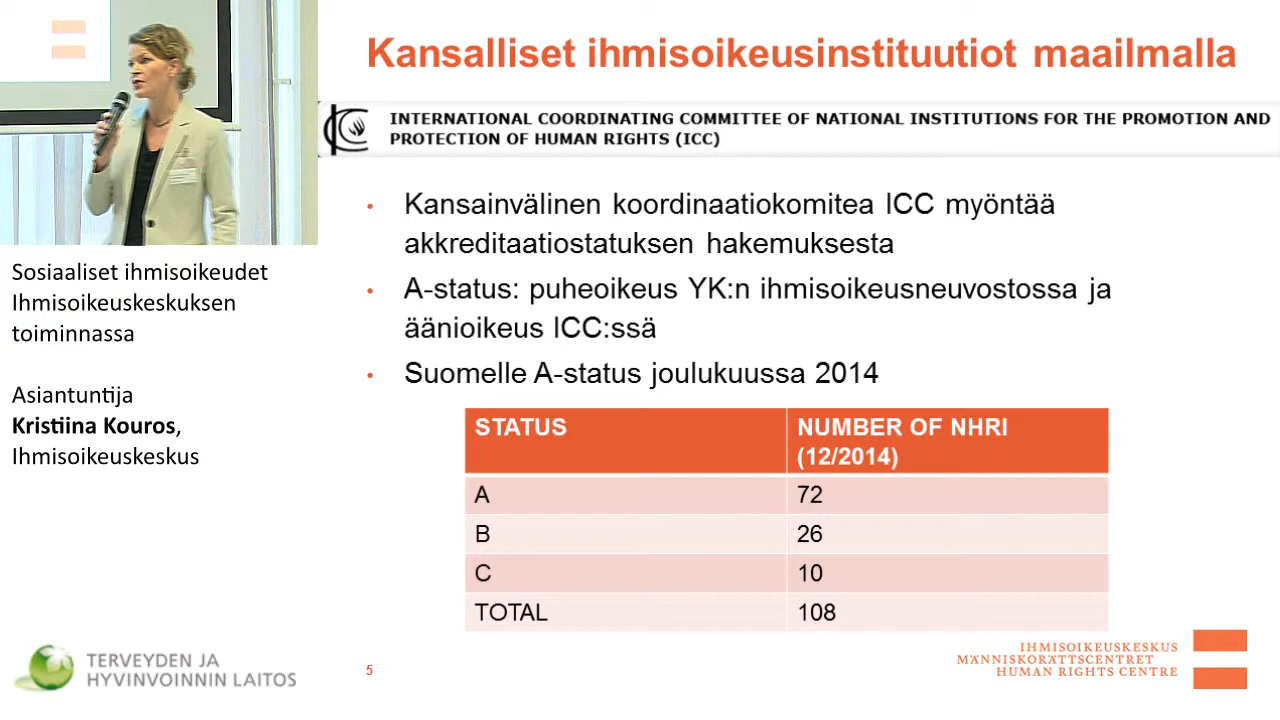 Kansalliset ihmisoikeusinstituutiot maailmalla
INTERNATIONAL COORDINATING COMMITTEE OF NATIONAL INSTITUTIONS FOR THE PROMOTION AND
PROTECTION OF HUMAN RIGHTS (ICC)
• Kansainvälinen koordinaatiokomitea ICC myöntää
akkreditaatiostatuksen hakemuksesta
• A-status: puheoikeus YK:n ihmisoikeusneuvostossa ja
äänioikeus ICC:ssä
• Suomelle A-status joulukuussa 2014
STATUS NUMBER OF NHRI
(12/2014)
A 72
B 26
C 10
TOTAL 108
Sosiaaliset ihmisoikeudet
Ihmisoikeuskeskuksen
toiminnassa
Asiantuntija
Kristiina Kouros,
Ihmisoikeuskeskus
TERVEYDEN JA
HYVINVOINNIN LAITOS
5
IHMISOIKEUSKESKUS
MÄNNISKORÄTTSCENTRET
HUMAN RIGHTS CENTRE